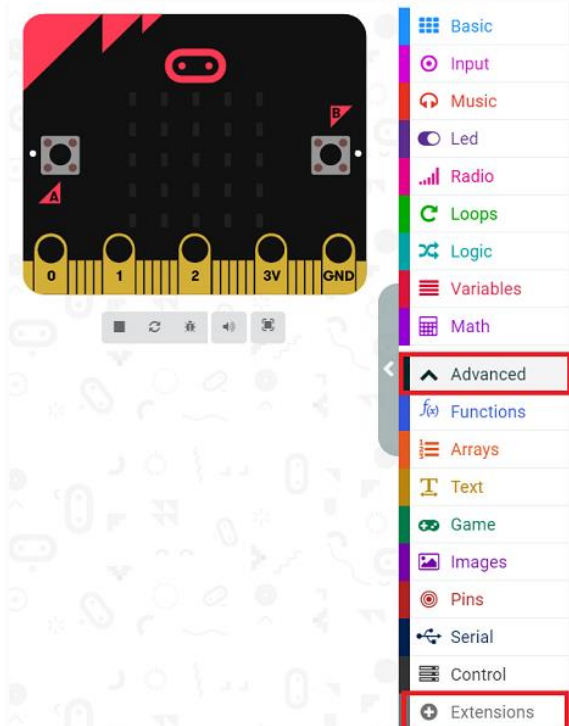 B
A
0 1 2 3V GND
Basic
Input
Music
Led
Radio
Loops
Logic
Variables
Math
Advanced
f(x) Functions
Arrays
T Text
Game
Images
Pins
Serial
Control
Extensions